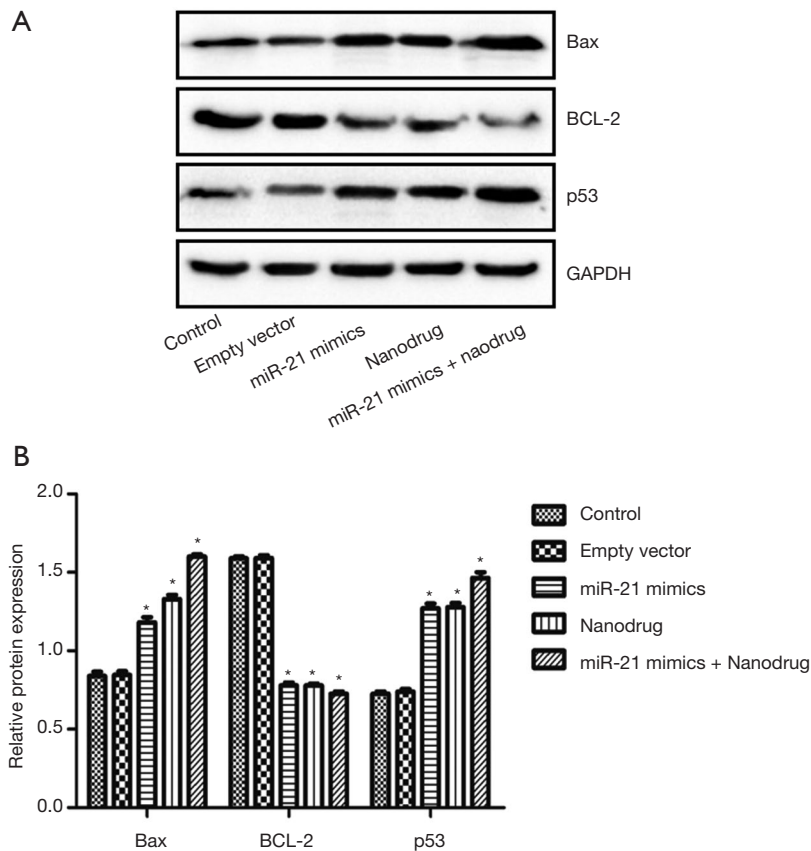 A
Bax
BCL-2
p53
GAPDH
Control
Empty vector
miR-21 mimics
Nanodrug
miR-21 mimics + naodrug
B
Relative protein expression
2.0
1.5
1.0
0.5
0.0
* * *
* * *
* * *
Bax BCL-2 p53
Control
Empty vector
miR-21 mimics
Nanodrug
miR-21 mimics + Nanodrug